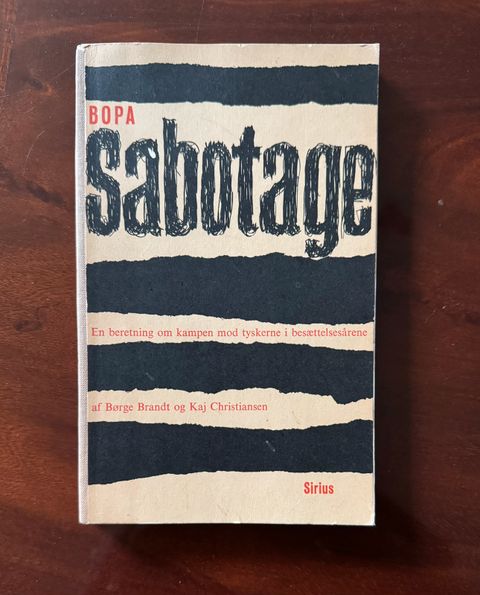 BOPA
Sabotage
En beretning om kampen mod tyskerne i besættelsesårene
af Børge Brandt og Kaj Christiansen
Sirius